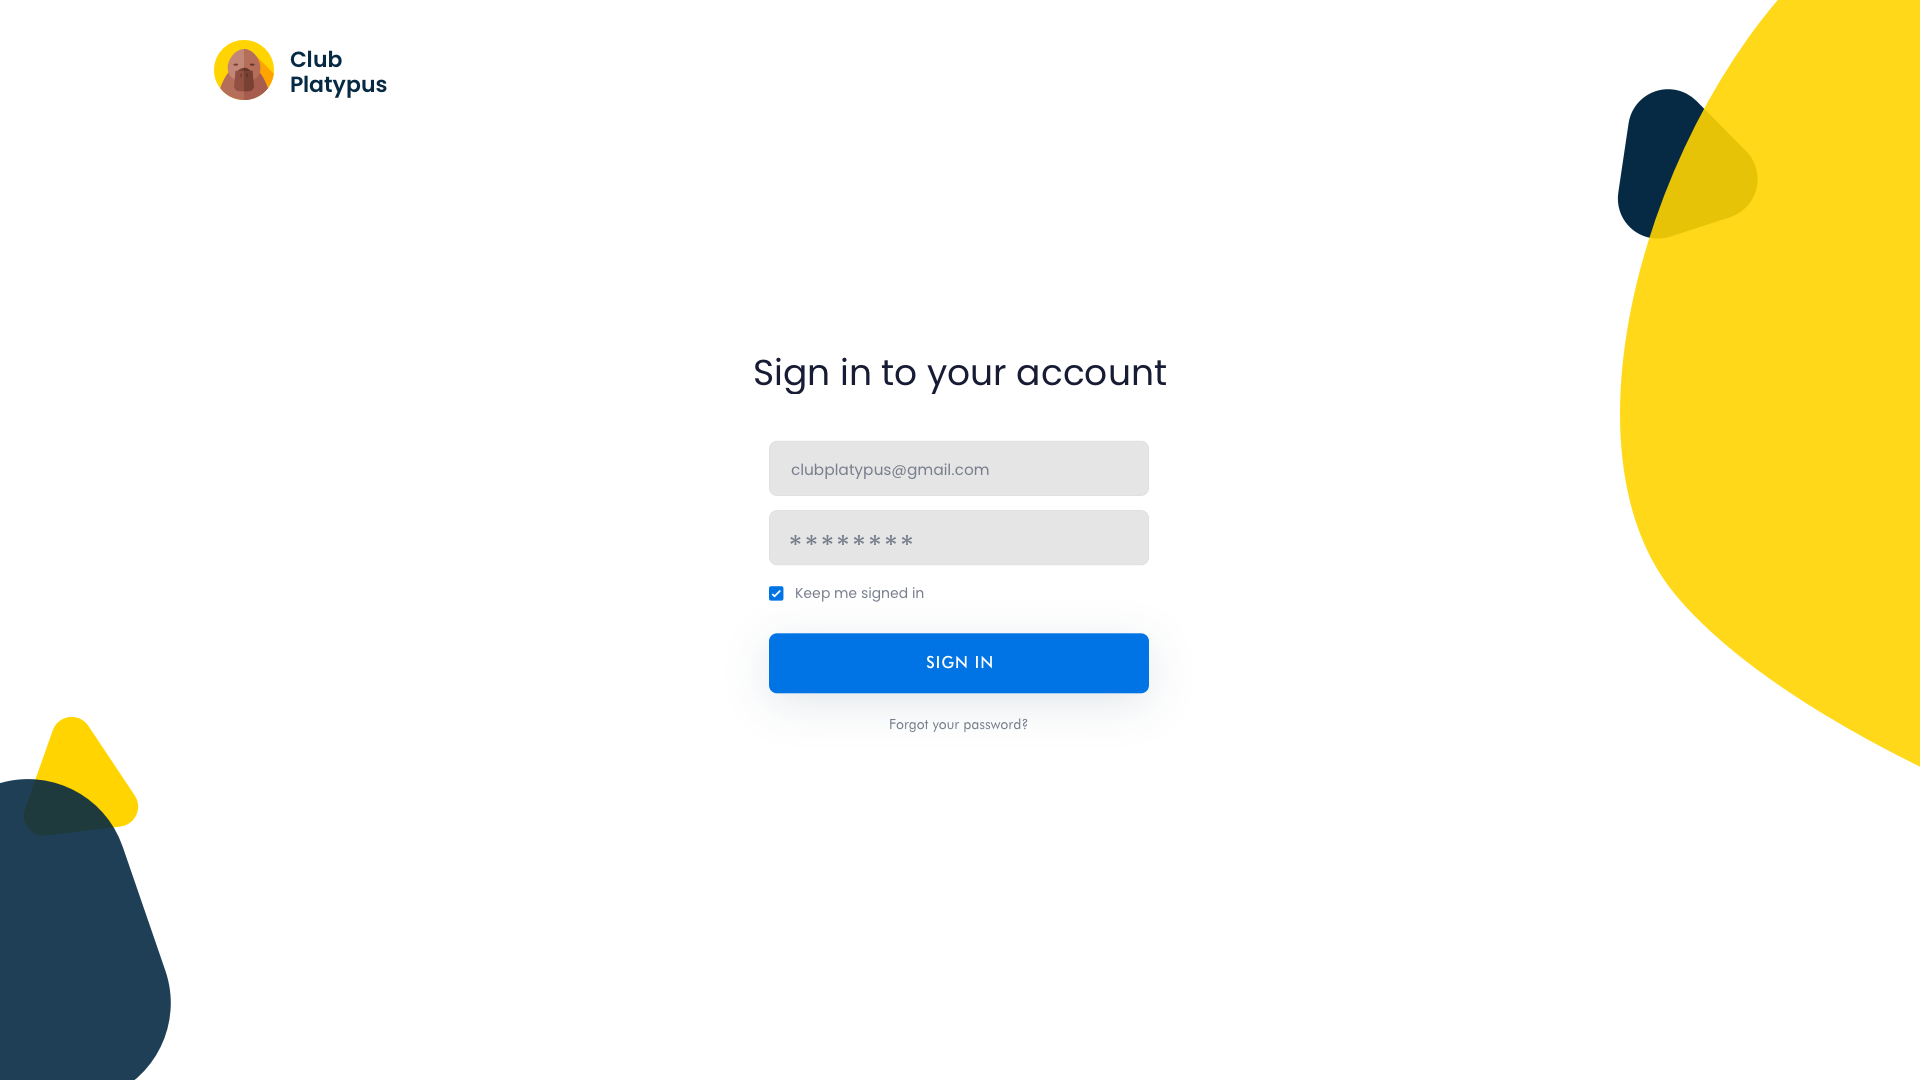 Club
Platypus
Sign in to your account
clubplatypus@gmail.com
********
Keep me signed in
SIGN IN
Forgot your password?